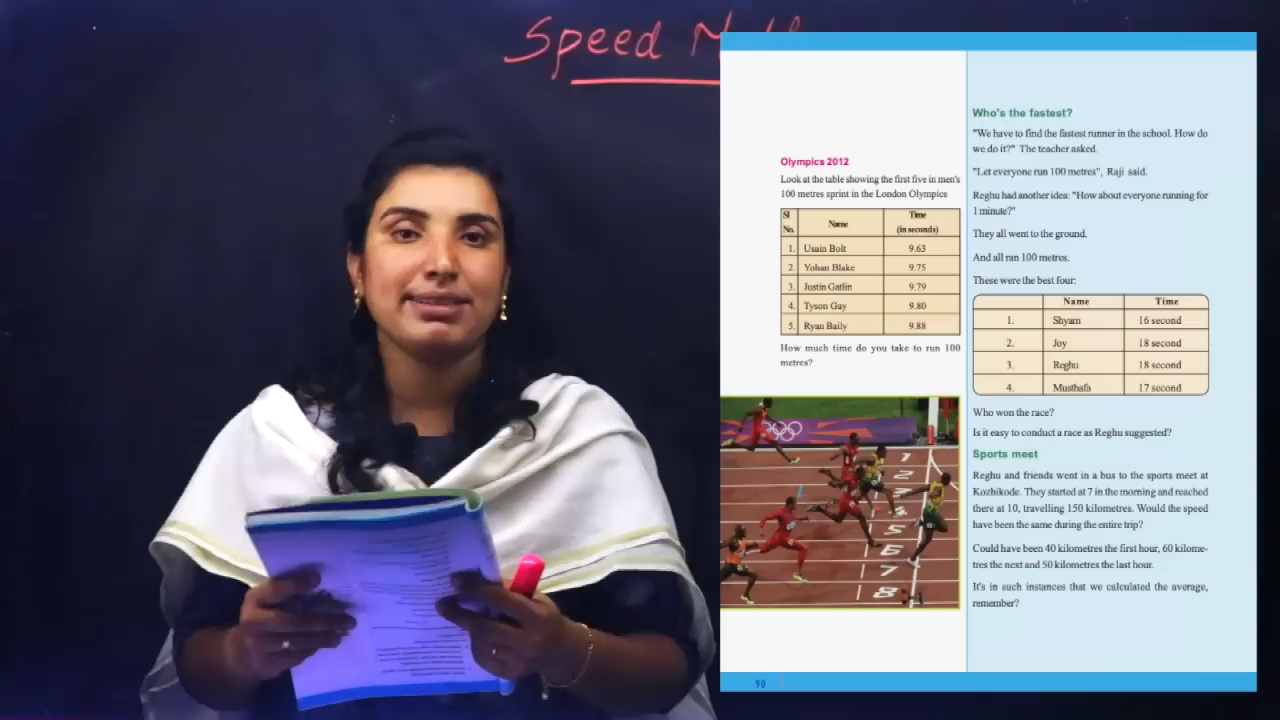 Speed
Olympics 2012
Look at the table showing the first five in men's
100 metres sprint in the London Olympics
Sl No. Name Time (in seconds)
1. Usain Bolt 9.63
2. Yohan Blake 9.75
3. Justin Gatlin 9.79
4. Tyson Gay 9.80
5. Ryan Baily 9.88
How much time do you take to run 100
metres?
1
2
3
4
5
6
7
8
90
Who's the fastest?
"We have to find the fastest runner in the school. How do
we do it?" The teacher asked.
"Let everyone run 100 metres", Raji said.
Reghu had another idea: "How about everyone running for
1 minute?"
They all went to the ground.
And all ran 100 metres.
These were the best four:
Name Time
1. Shyam 16 second
2. Joy 18 second
3. Reghu 18 second
4. Musthafa 17 second
Who won the race?
Is it easy to conduct a race as Reghu suggested?
Sports meet
Reghu and friends went in a bus to the sports meet at
Kozhikode. They started at 7 in the morning and reached
there at 10, travelling 150 kilometres. Would the speed
have been the same during the entire trip?
Could have been 40 kilometres the first hour, 60 kilome-
tres the next and 50 kilometres the last hour.
It's in such instances that we calculated the average,
remember?